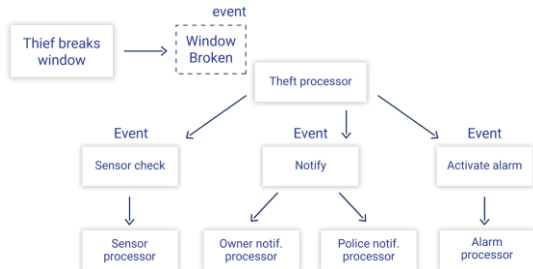 event
Thief breaks
window
Window
Broken
Theft processor
Event
Event
Event
Sensor check
Notify
Activate alarm
Sensor
processor
Owner notif.
processor
Police notif.
processor
Alarm
processor